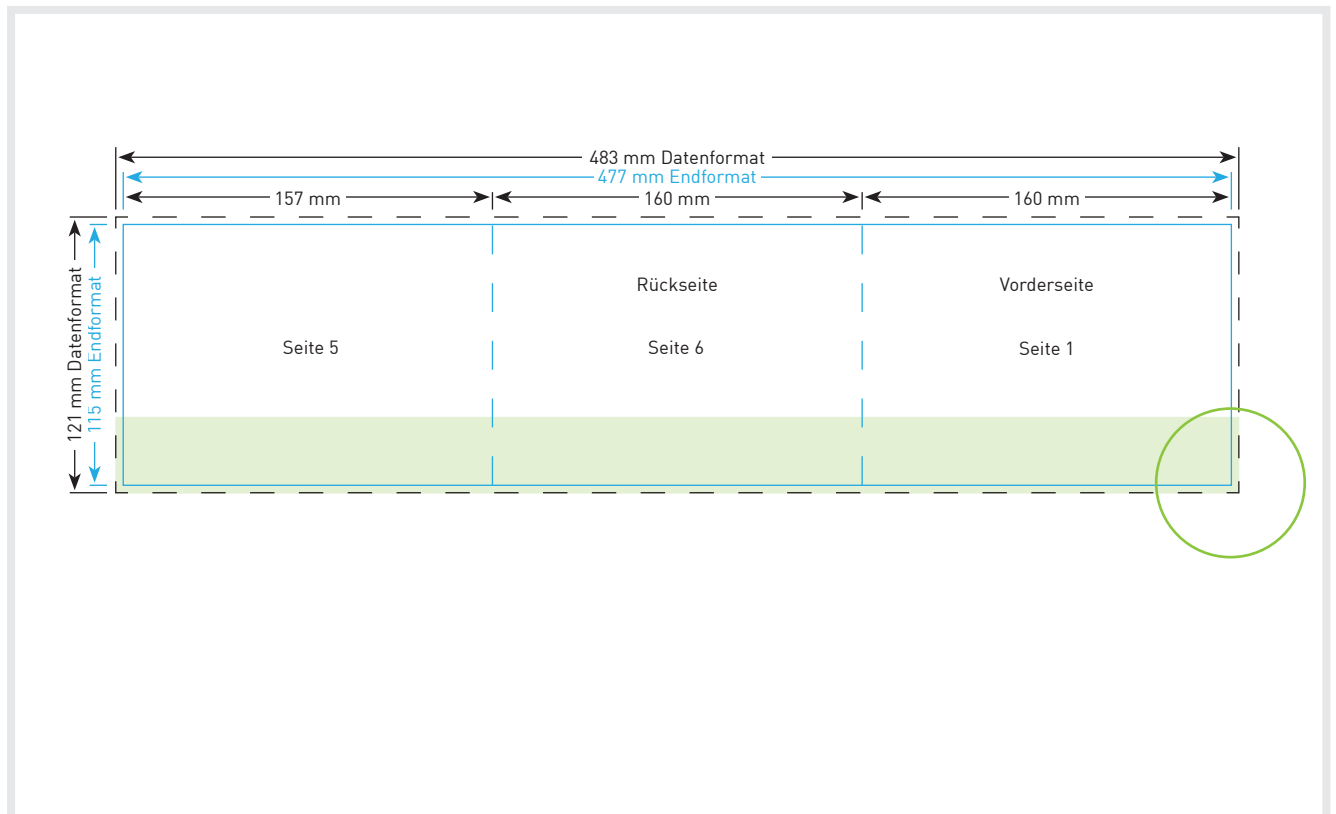 483 mm Datenformat
477 mm Endformat
157 mm
160 mm
160 mm
121 mm Datenformat
115 mm Endformat
Rückseite
Vorderseite
Seite 5
Seite 6
Seite 1